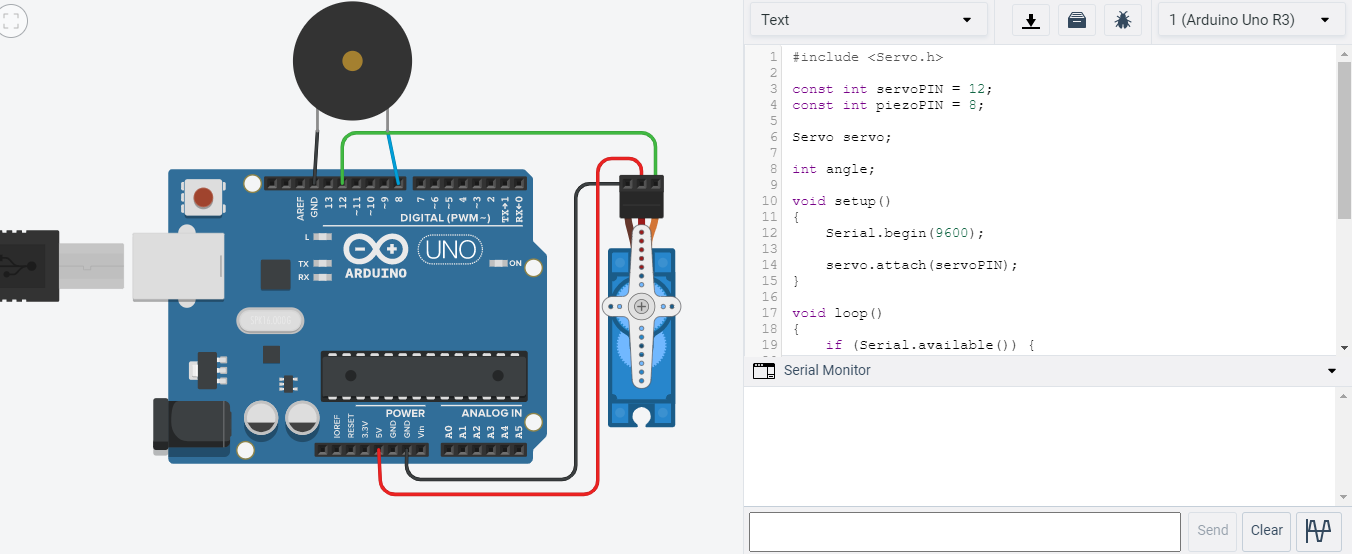 Text
1 (Arduino Uno R3)
1 #include <Servo.h>
2
3 const int servoPIN = 12;
4 const int piezoPIN = 8;
5
6 Servo servo;
7
8 int angle;
9
10 void setup()
11 {
12 Serial.begin(9600);
13
14 servo.attach(servoPIN);
15 }
16
17 void loop()
18 {
19 if (Serial.available()) {
Serial Monitor
Send
Clear
AREF
GND
13
12
~11
~10
~9
8
7
~6
~5
4
~3
2
TX→1
RX←0
DIGITAL (PWM~)
L
TX
RX
UNO
ARDUINO
ON
IOREF
RESET
3.3V
5V
GND
GND
Vin
POWER
ANALOG IN
A0
A1
A2
A3
A4
A5